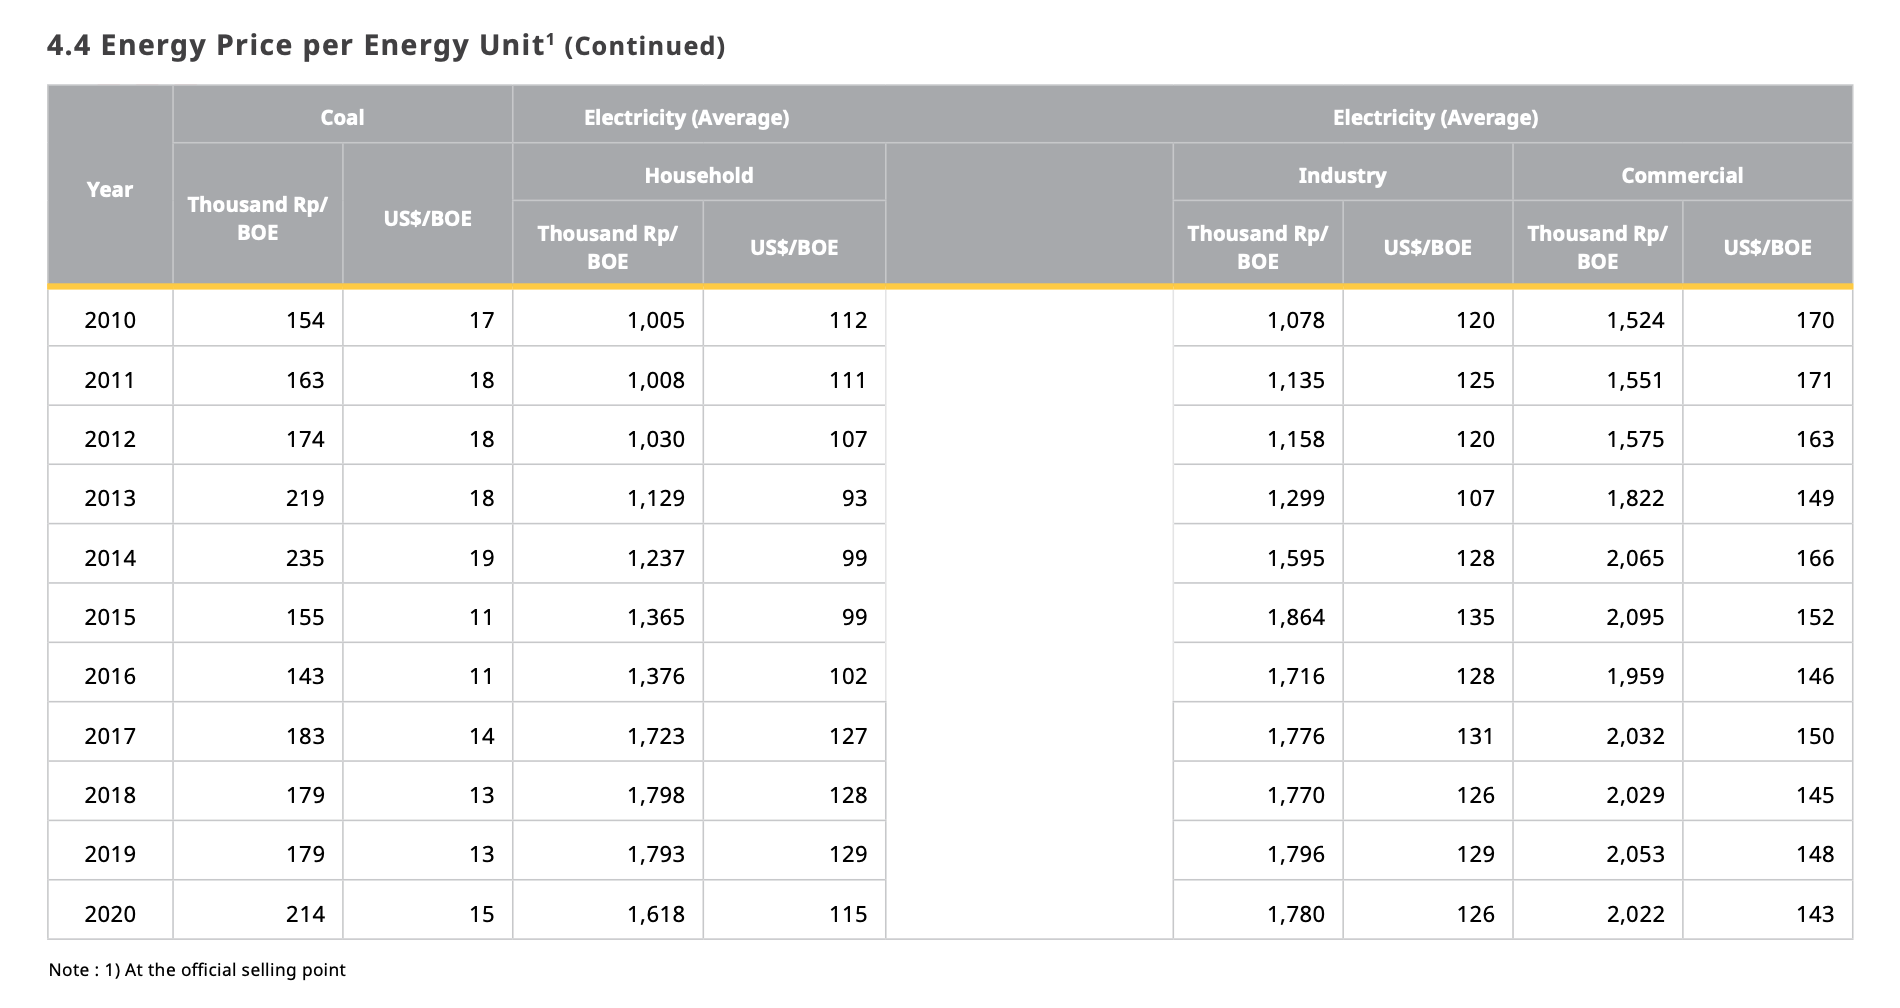 4.4 Energy Price per Energy Unit¹ (Continued)
Year Coal Electricity (Average) Electricity (Average)
Household Industry Commercial
Thousand Rp/ BOE US$/BOE Thousand Rp/ BOE US$/BOE Thousand Rp/ BOE US$/BOE Thousand Rp/ BOE US$/BOE
2010 154 17 1,005 112 1,078 120 1,524 170
2011 163 18 1,008 111 1,135 125 1,551 171
2012 174 18 1,030 107 1,158 120 1,575 163
2013 219 18 1,129 93 1,299 107 1,822 149
2014 235 19 1,237 99 1,595 128 2,065 166
2015 155 11 1,365 99 1,864 135 2,095 152
2016 143 11 1,376 102 1,716 128 1,959 146
2017 183 14 1,723 127 1,776 131 2,032 150
2018 179 13 1,798 128 1,770 126 2,029 145
2019 179 13 1,793 129 1,796 129 2,053 148
2020 214 15 1,618 115 1,780 126 2,022 143
Note : 1) At the official selling point